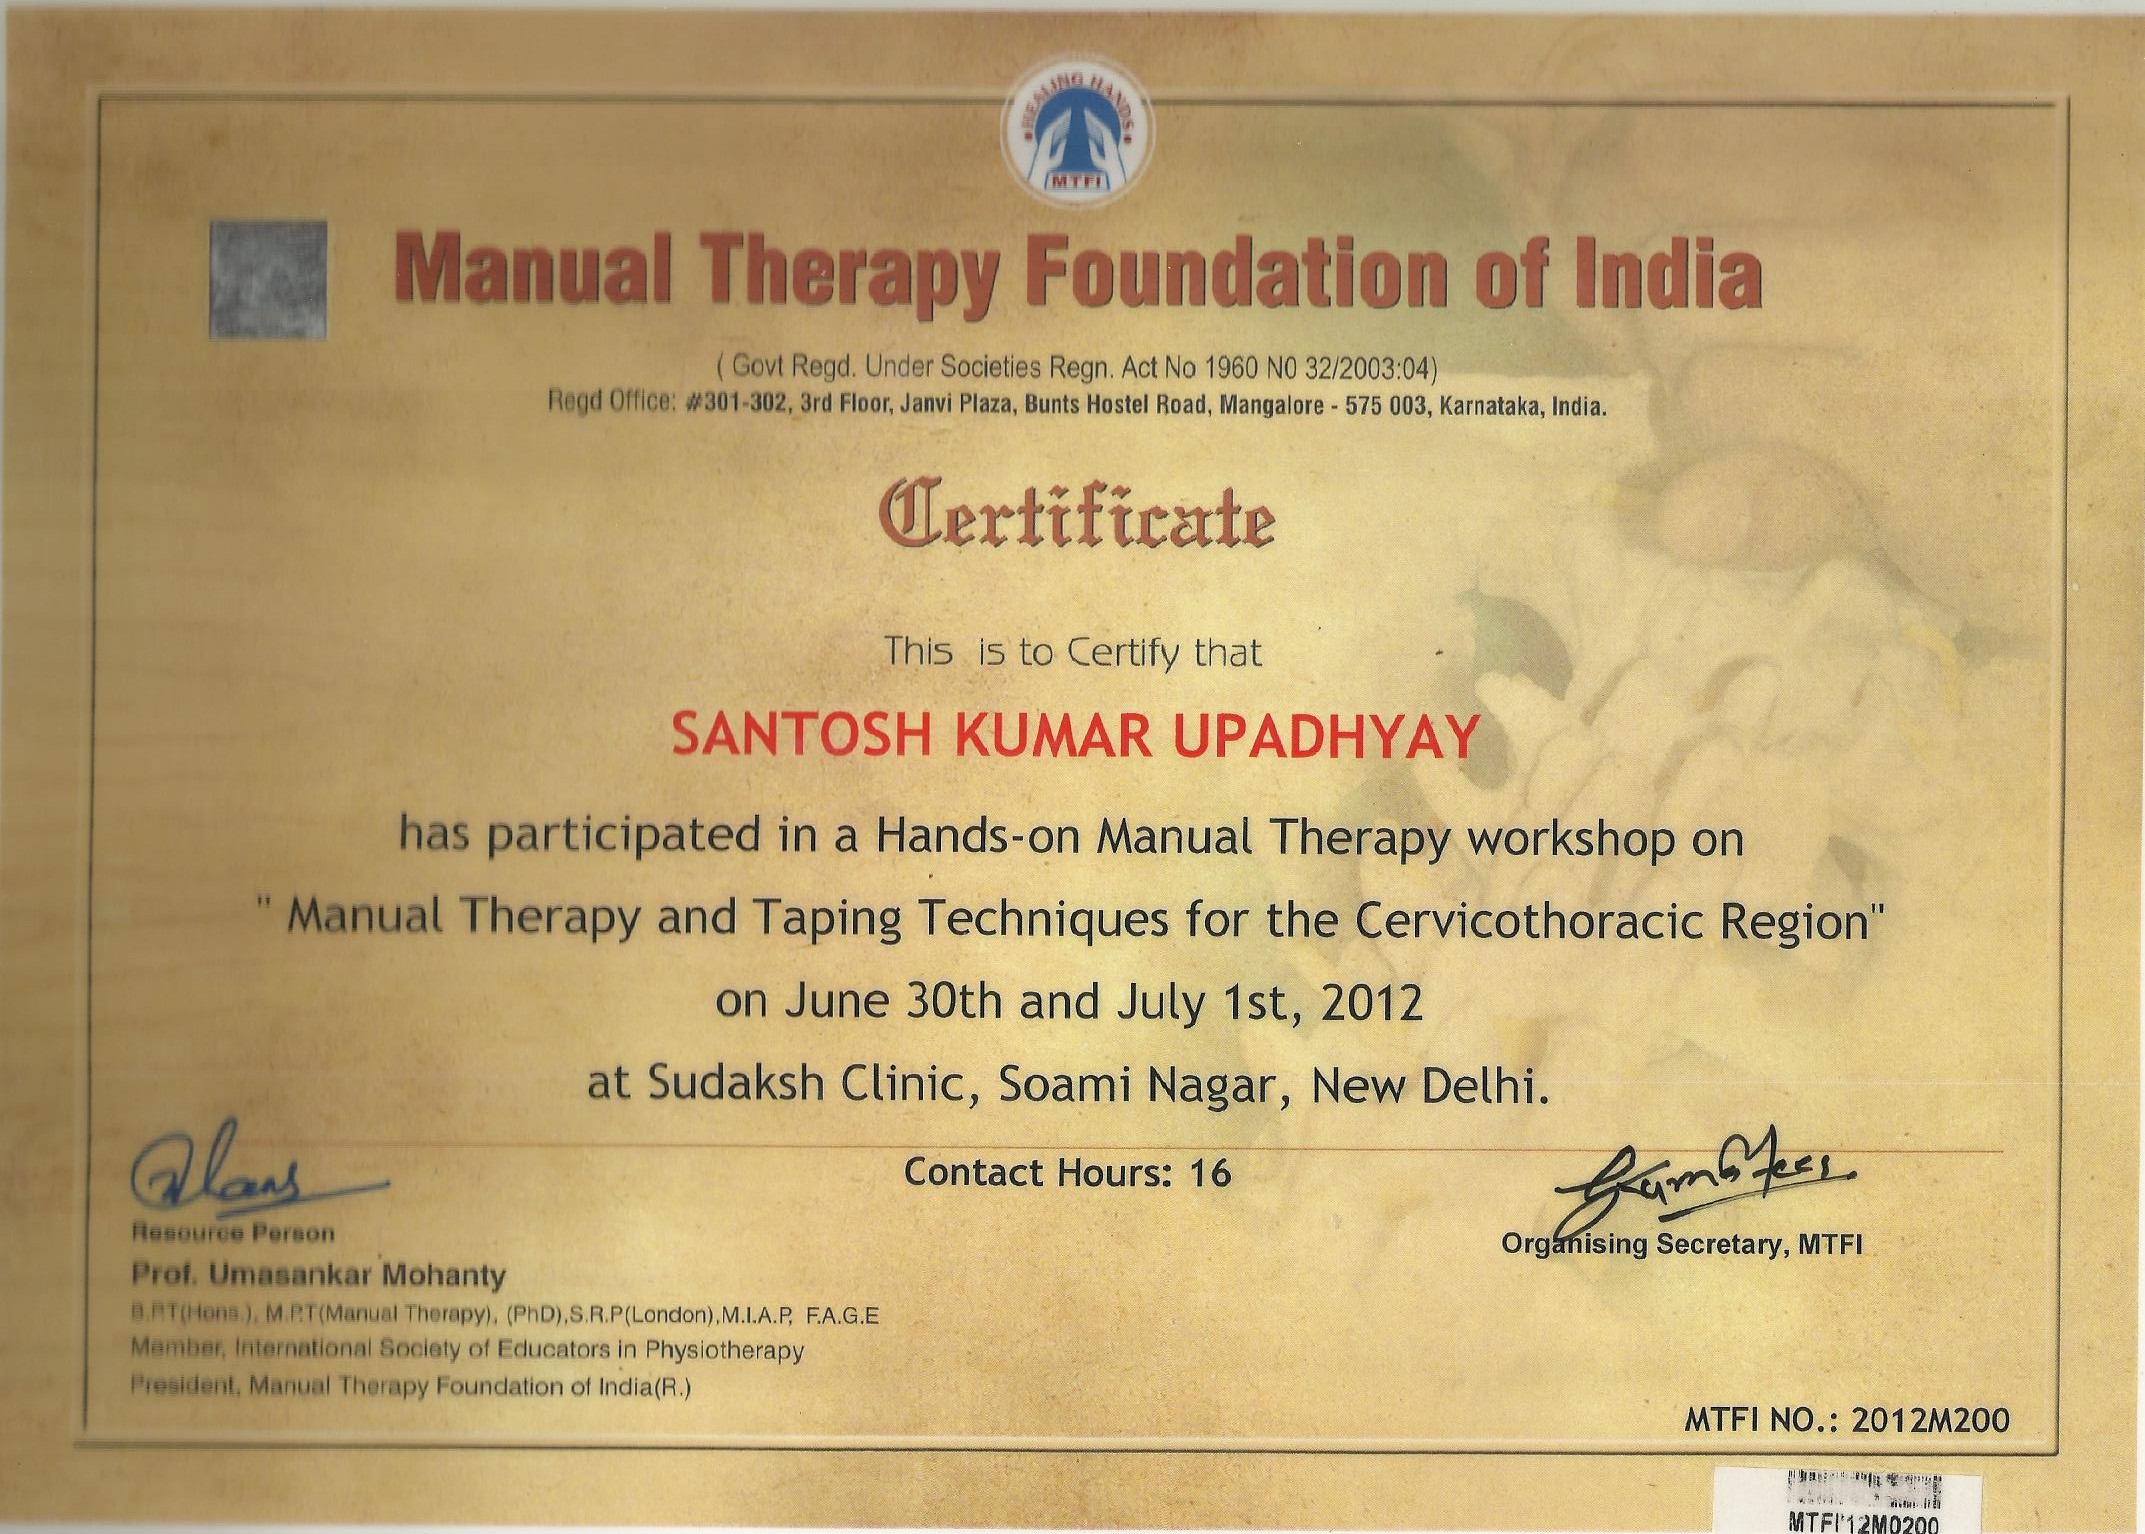 HEALING HANDS
MTFI
Manual Therapy Foundation of India
( Govt Regd. Under Societies Regn. Act No 1960 N0 32/2003:04)
Regd Office: #301-302, 3rd Floor, Janvi Plaza, Bunts Hostel Road, Mangalore - 575 003, Karnataka, India.
Certificate
This is to Certify that
SANTOSH KUMAR UPADHYAY
has participated in a Hands-on Manual Therapy workshop on
" Manual Therapy and Taping Techniques for the Cervicothoracic Region"
on June 30th and July 1st, 2012
at Sudaksh Clinic, Soami Nagar, New Delhi.
Contact Hours: 16
Resource Person
Prof. Umasankar Mohanty
B.P.T(Hons.), M.P.T(Manual Therapy), (PhD),S.R.P(London),M.I.A.P, F.A.G.E
Member, International Society of Educators in Physiotherapy
President, Manual Therapy Foundation of India(R.)
Organising Secretary, MTFI
MTFI NO.: 2012M200
MTFI'12M0200